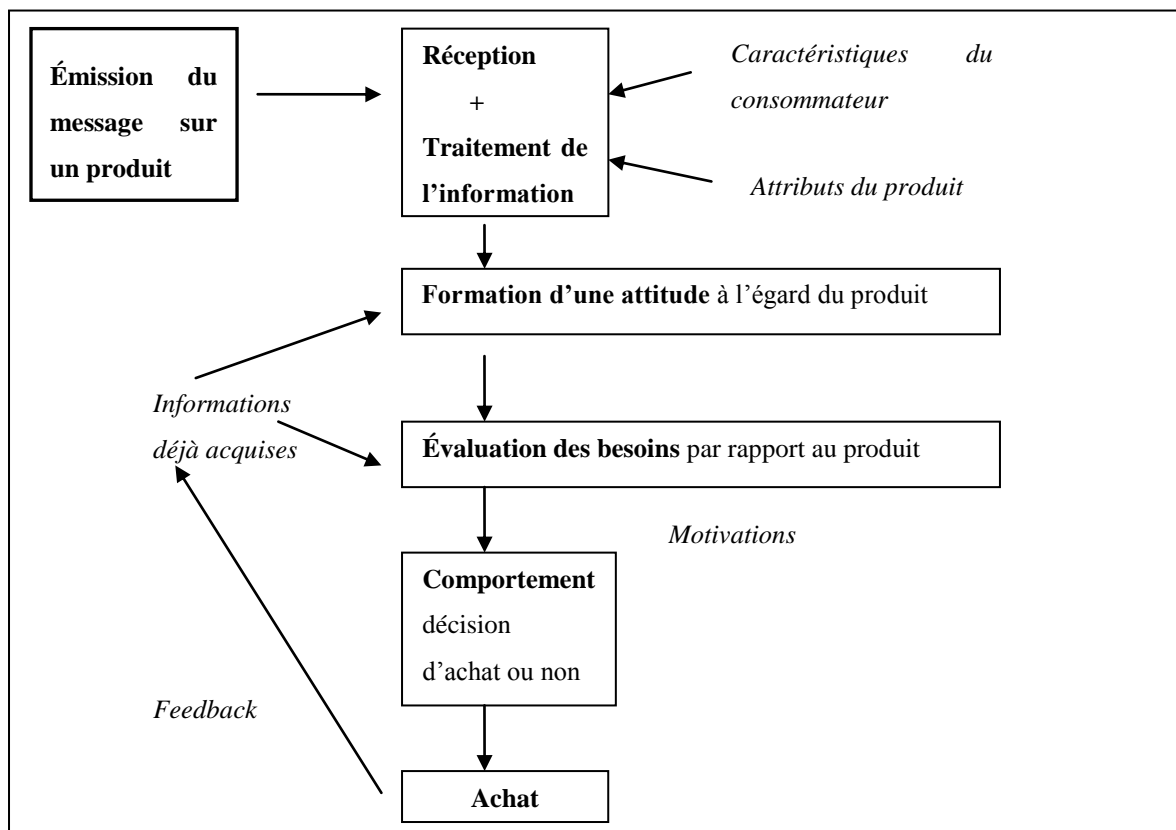 Émission du
message sur
un produit
Réception
+
Traitement de
l’information
Caractéristiques du
consommateur
Attributs du produit
Formation d’une attitude à l’égard du produit
Informations
déjà acquises
Évaluation des besoins par rapport au produit
Motivations
Comportement
décision
d’achat ou non
Feedback
Achat